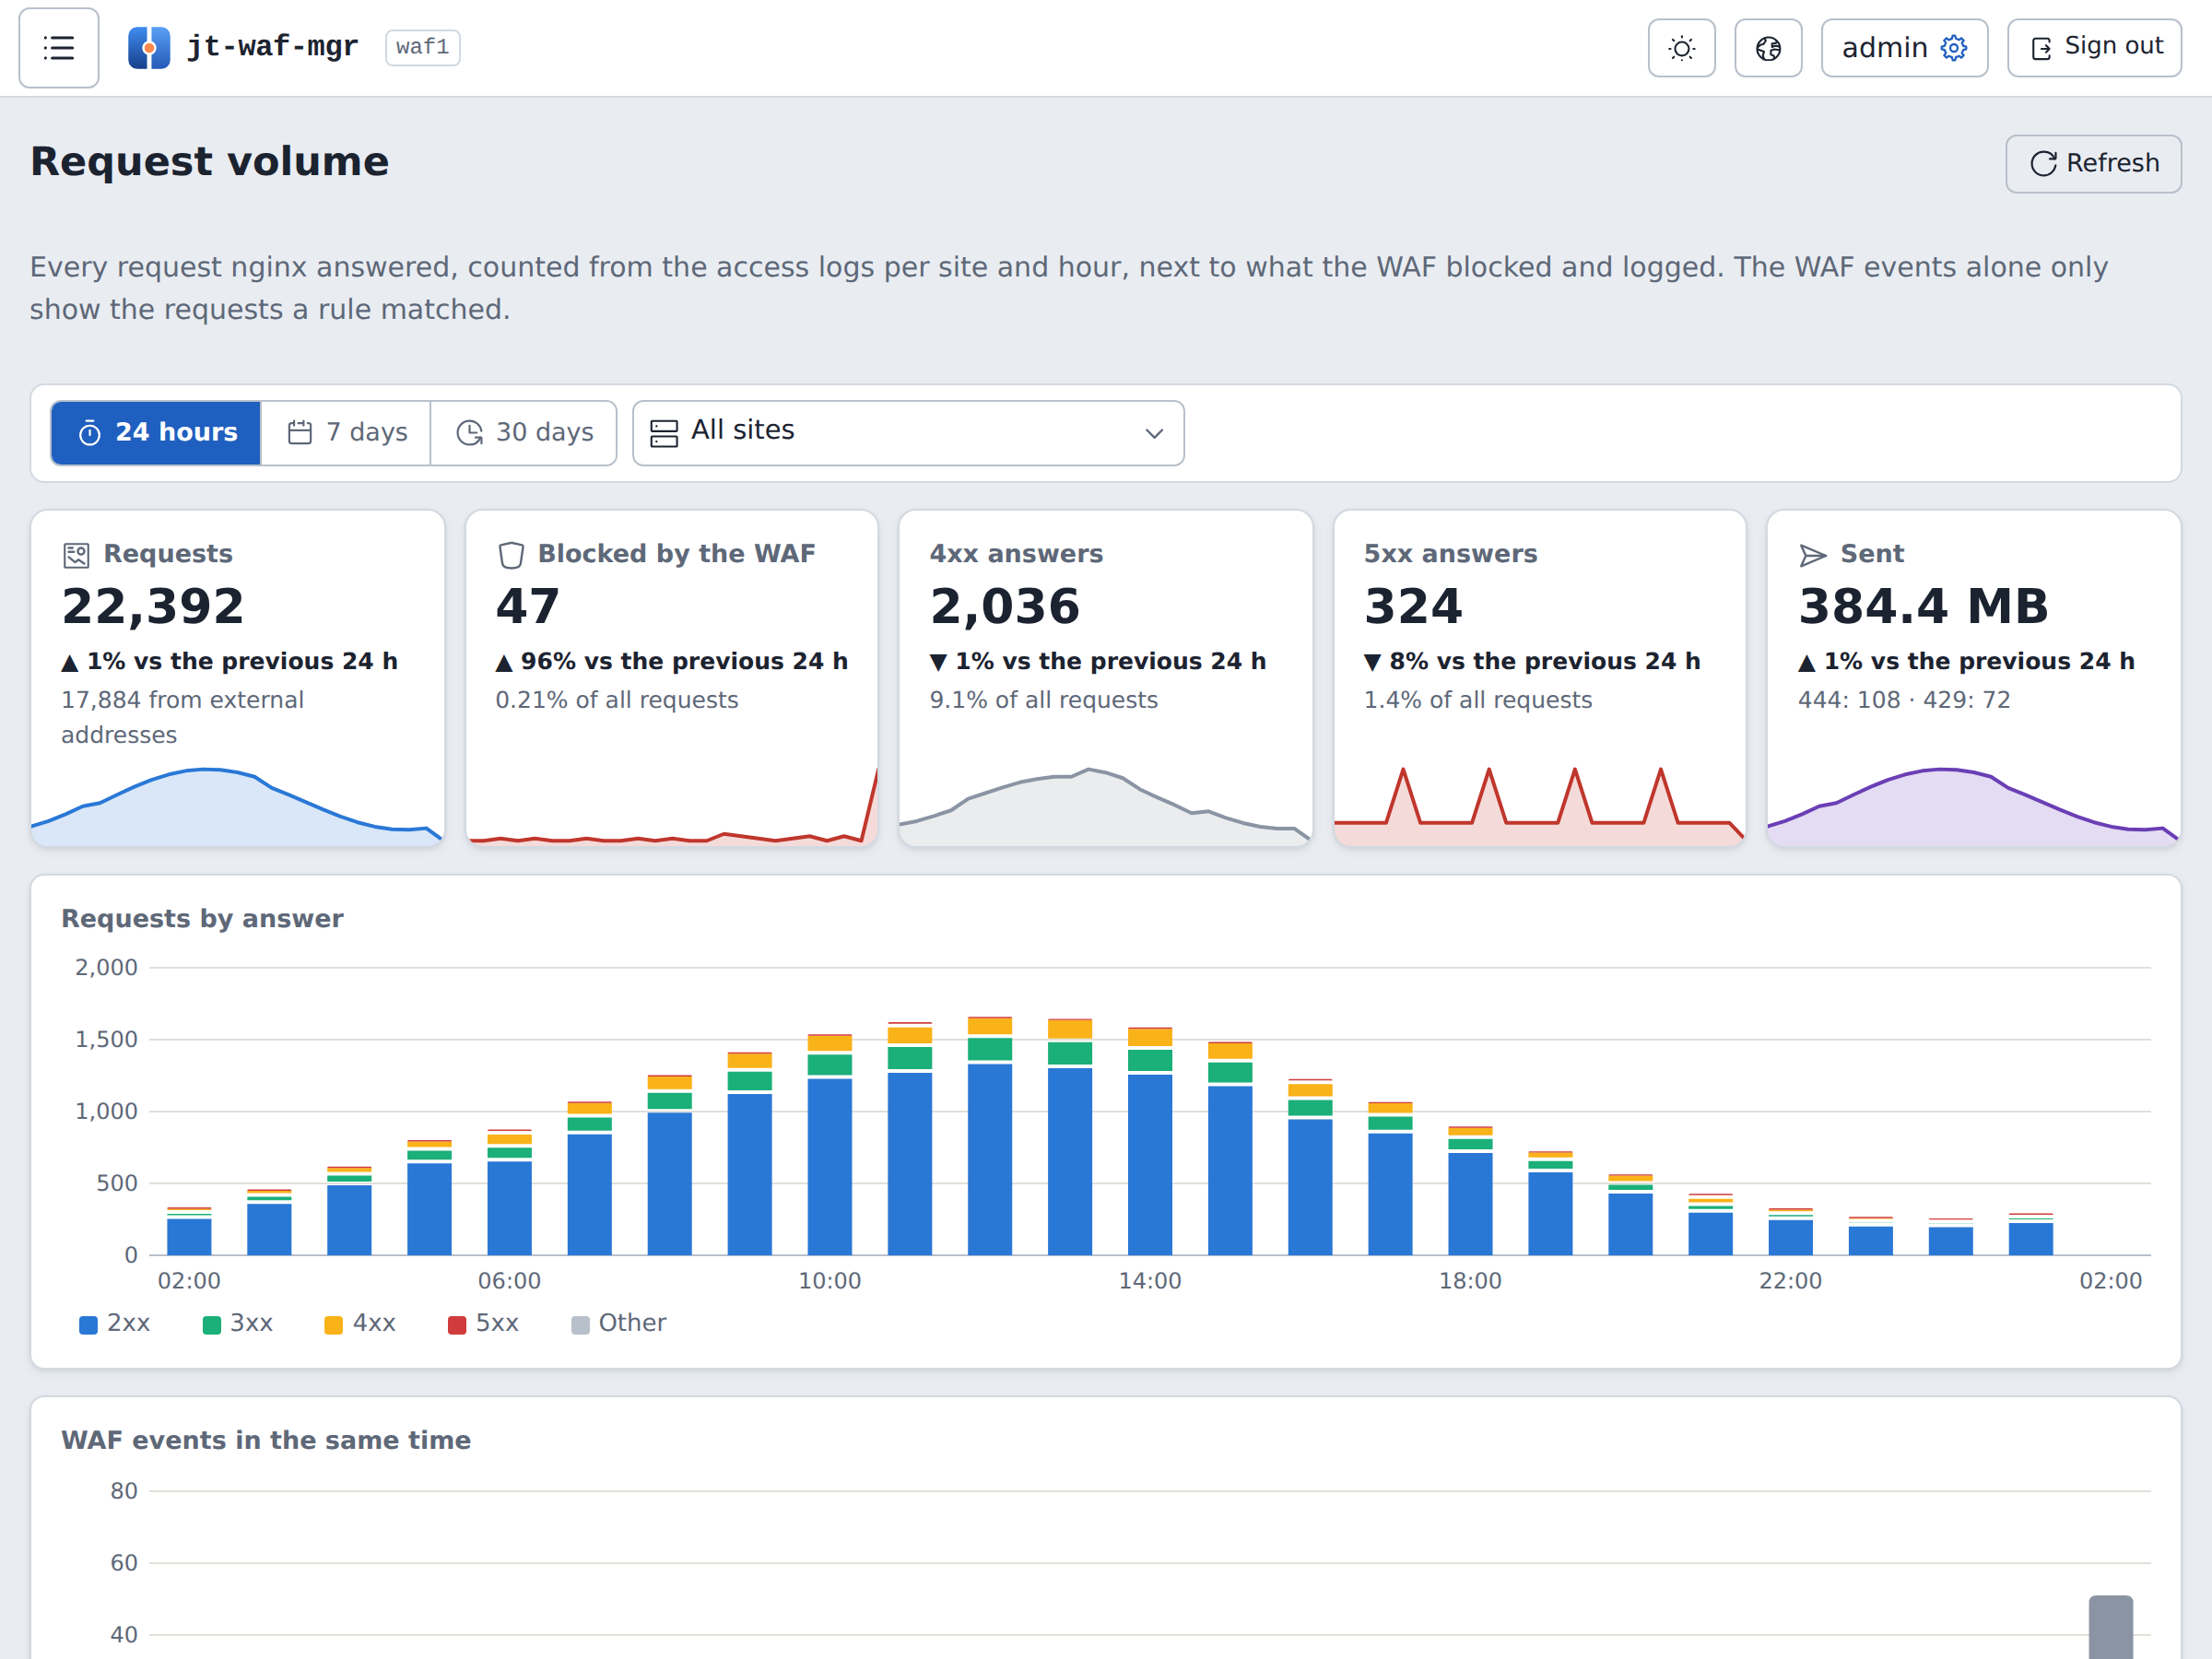 jt-waf-mgr waf1 admin Sign out
Request volume
Refresh
Every request nginx answered, counted from the access logs per site and hour, next to what the WAF blocked and logged. The WAF events alone only
show the requests a rule matched.
24 hours 7 days 30 days All sites
Requests
22,392
▲ 1% vs the previous 24 h
17,884 from external
addresses
Blocked by the WAF
47
▲ 96% vs the previous 24 h
0.21% of all requests
4xx answers
2,036
▼ 1% vs the previous 24 h
9.1% of all requests
5xx answers
324
▼ 8% vs the previous 24 h
1.4% of all requests
Sent
384.4 MB
▲ 1% vs the previous 24 h
444: 108 · 429: 72
Requests by answer
2,000
1,500
1,000
500
0
02:00 06:00 10:00 14:00 18:00 22:00 02:00
2xx 3xx 4xx 5xx Other
WAF events in the same time
80
60
40